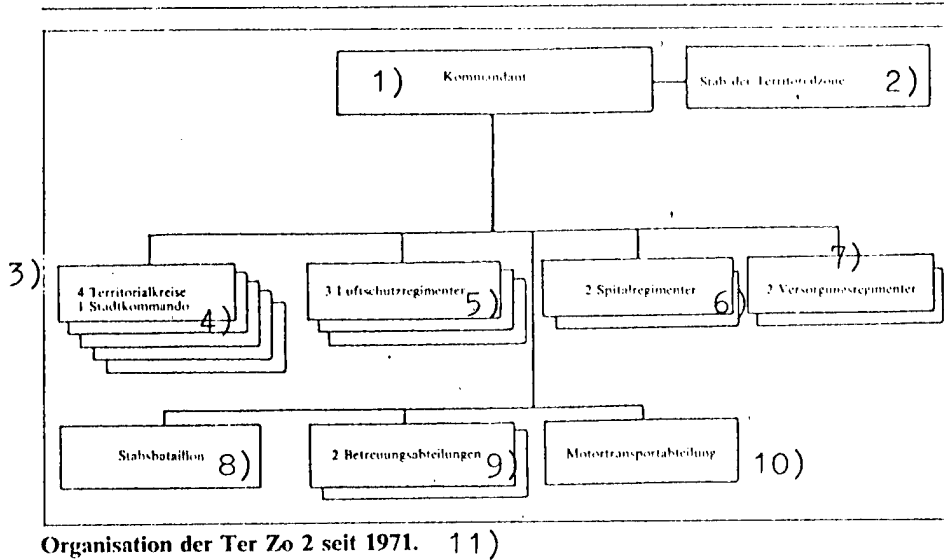 1) Kommandant
Stab der Territorialzone 2)
3) 4 Territorialkreise
1 Stadtkommando 4)
3 Luftschutzregimenter 5)
2 Spitalregimenter 6)
7)
2 Versorgungsregimenter
Stabsbataillon 8)
2 Betreuungsabteilungen 9)
Motortransportabteilung 10)
Organisation der Ter Zo 2 seit 1971. 11)